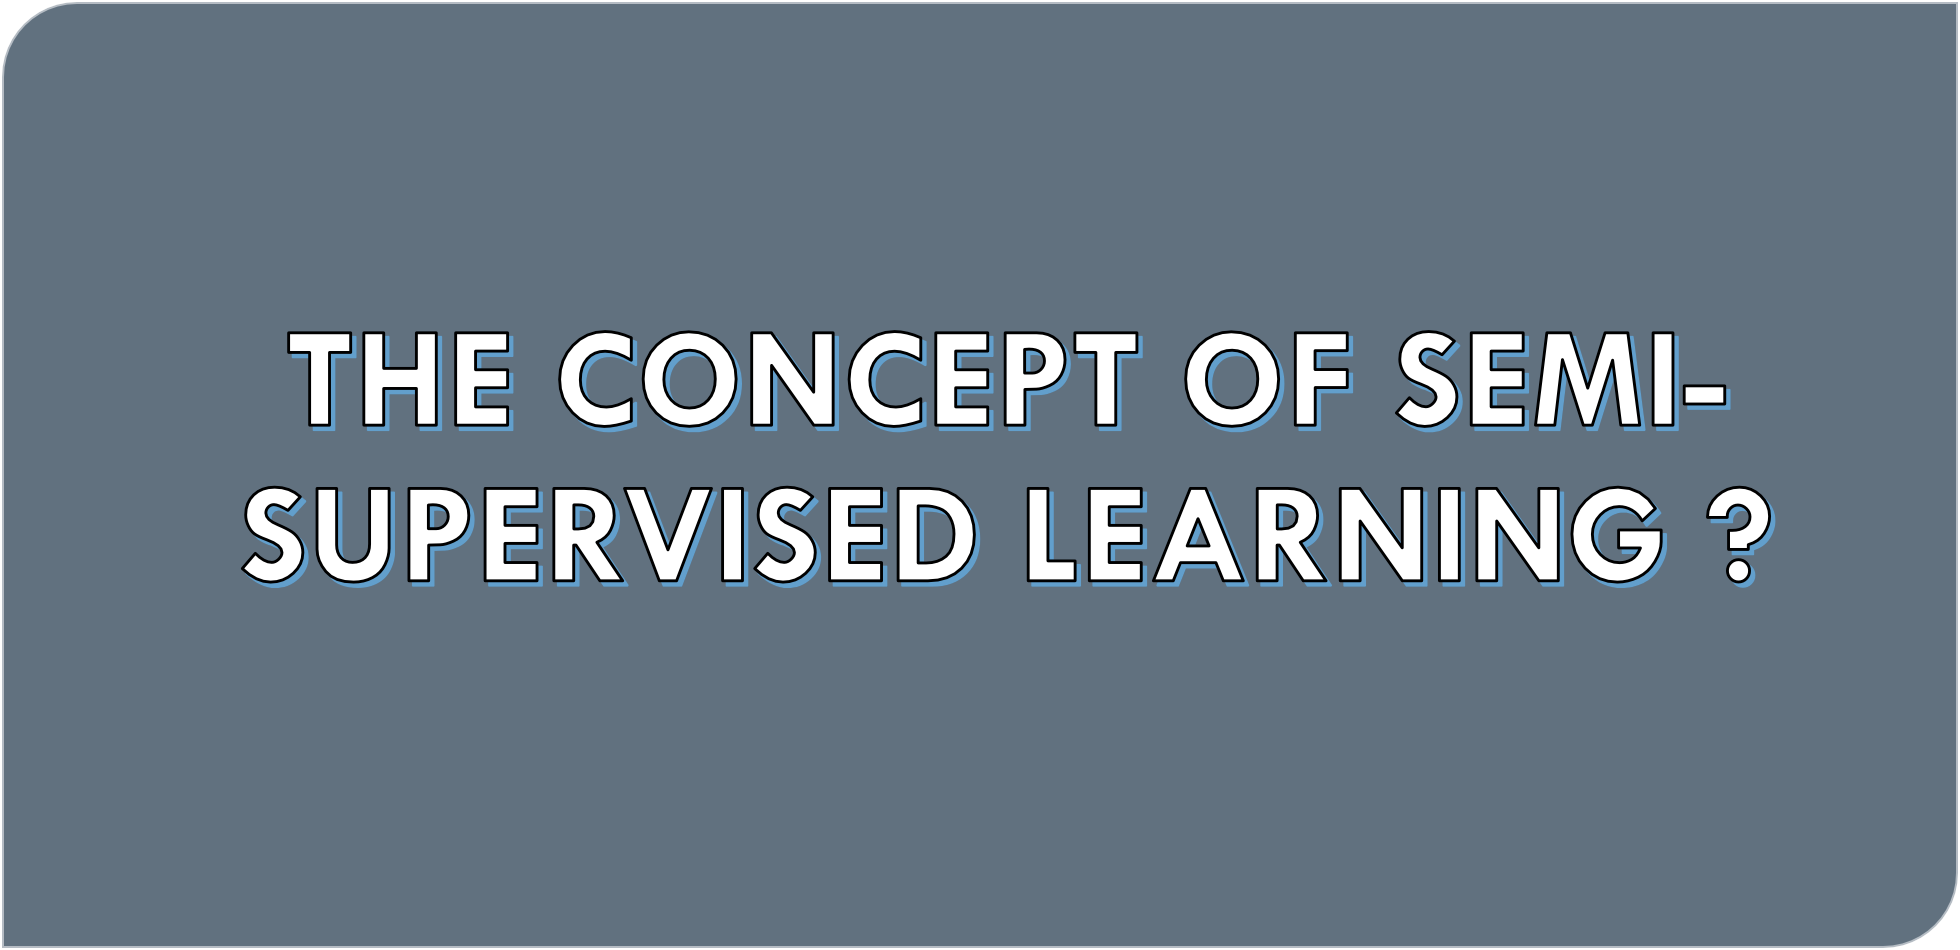 THE CONCEPT OF SEMI-
SUPERVISED LEARNING ?